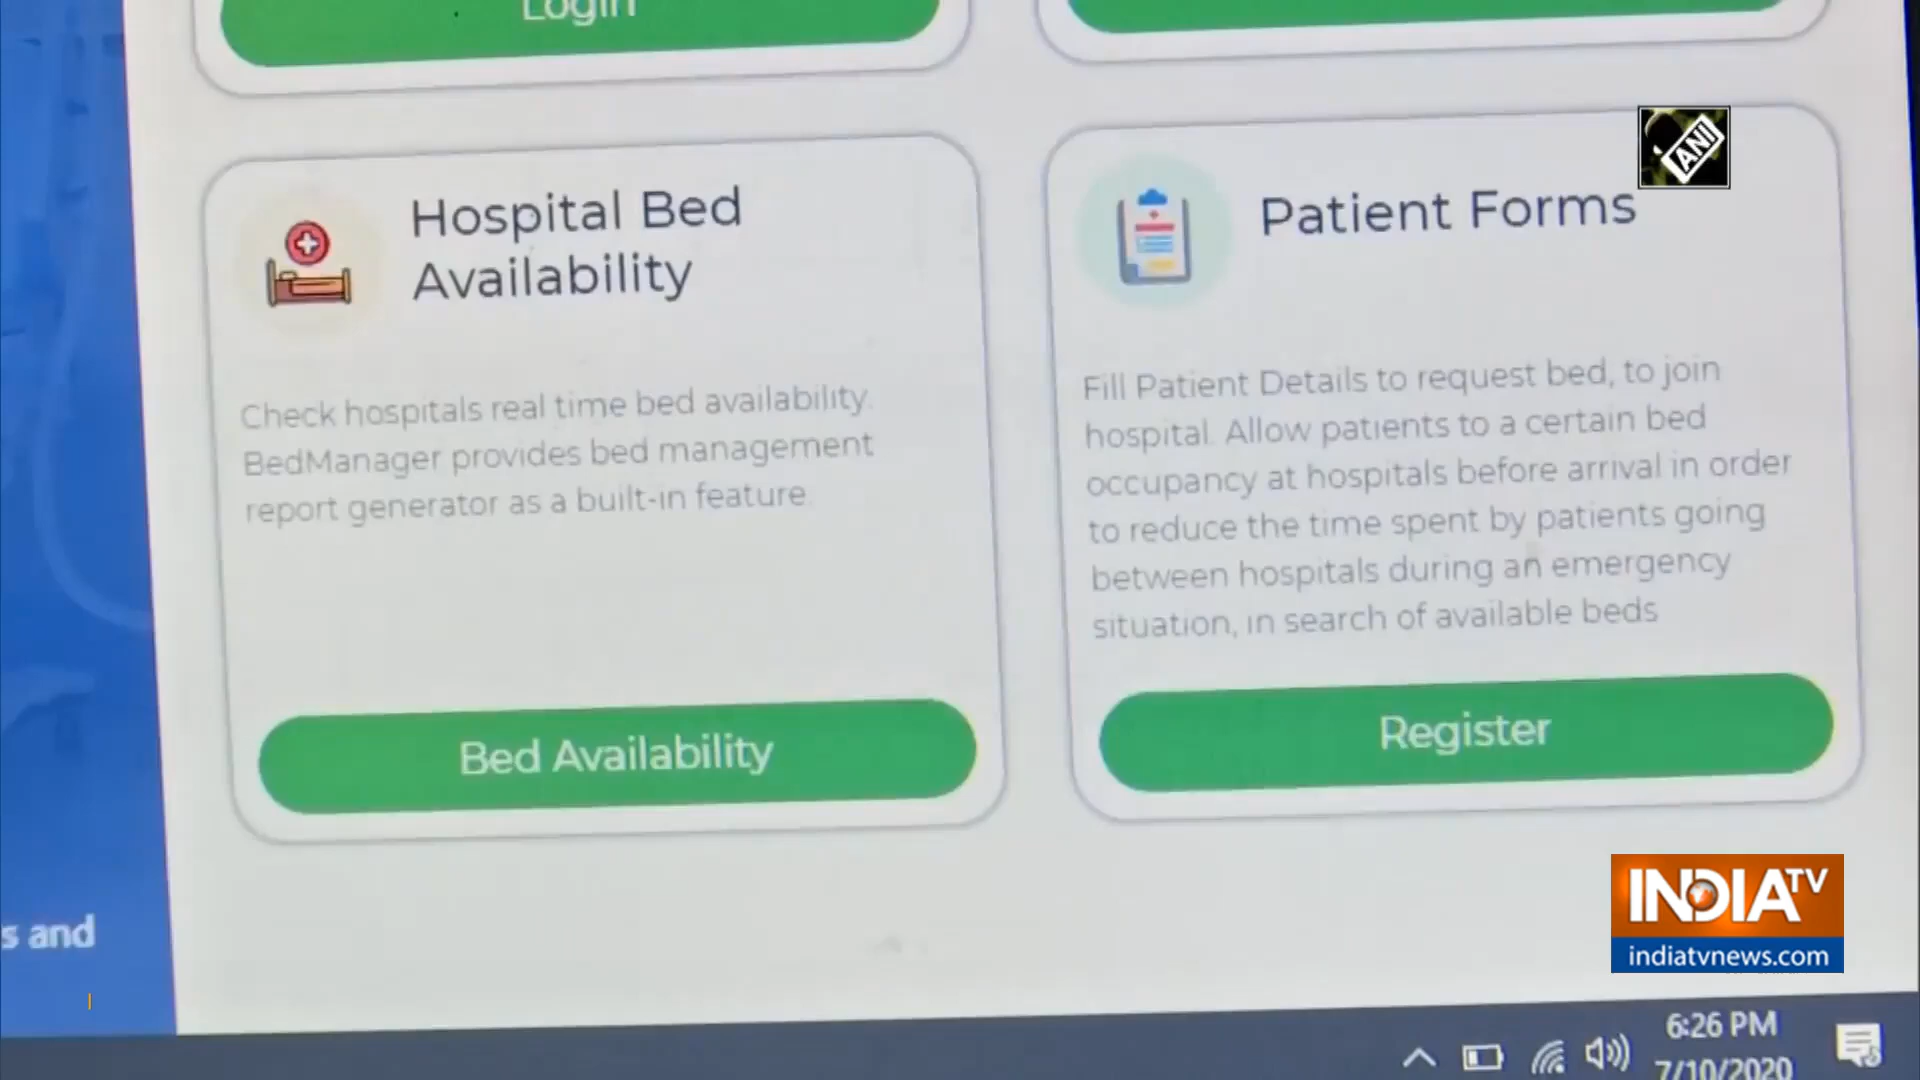 Login
ANI
Hospital Bed
Availability
Check hospitals real time bed availability.
BedManager provides bed management
report generator as a built-in feature.
Bed Availability
Patient Forms
Fill Patient Details to request bed, to join
hospital. Allow patients to a certain bed
occupancy at hospitals before arrival in order
to reduce the time spent by patients going
between hospitals during an emergency
situation, in search of available beds
Register
s and
INDIA TV
indiatvnews.com
6:26 PM
7/10/2020